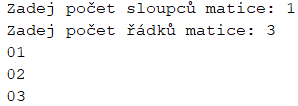 Zadej počet sloupců matice: 1
Zadej počet řádků matice: 3
01
02
03